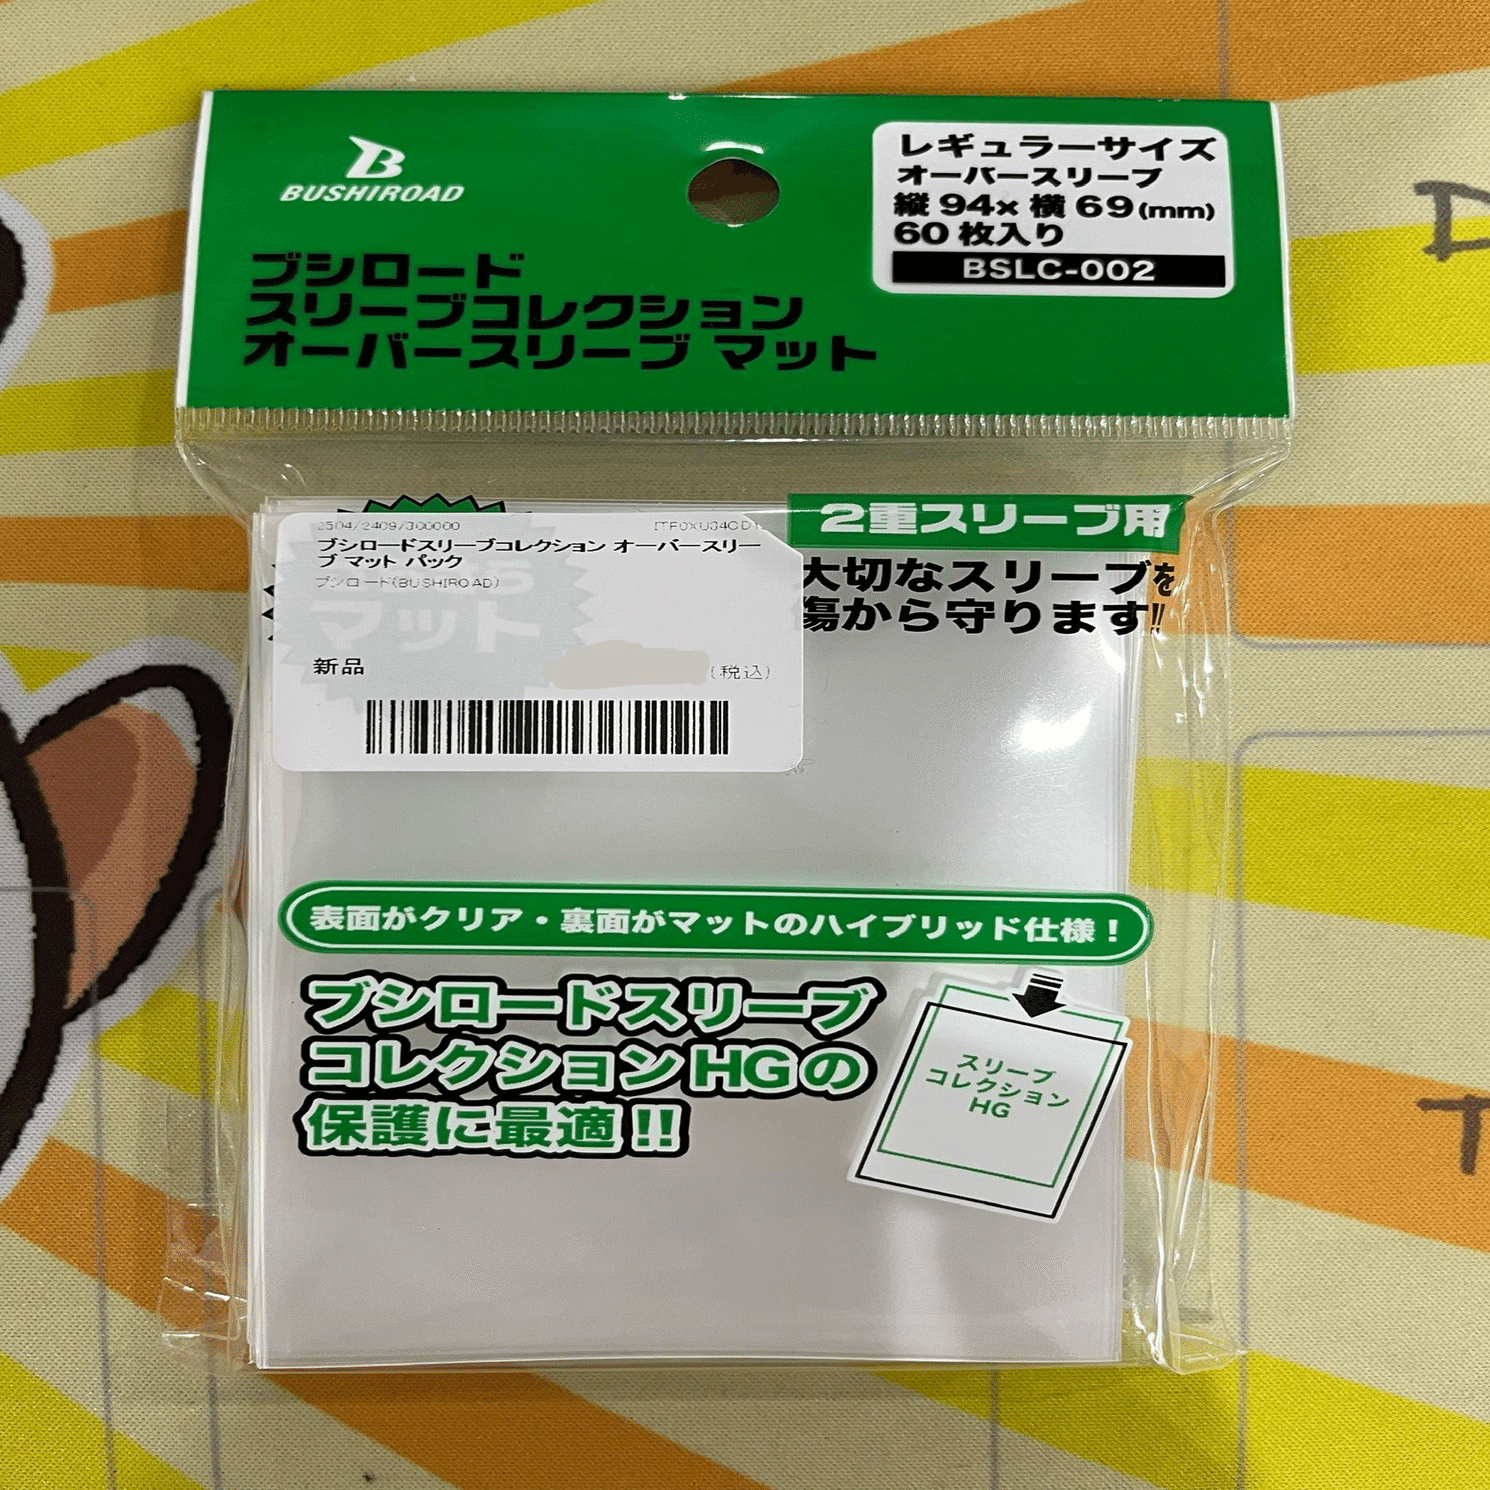 BUSHIROAD
ブシロード
スリーブコレクション
オーバースリーブ マット
レギュラーサイズ
オーバースリーブ
縦 94× 横 69(mm)
60 枚入り
BSLC-002
2504/2409/300000
ブシロードスリーブコレクション オーバースリー
ブ マット パック
ブシロード(BUSHIROAD)
マット
新品
(税込)
2重スリーブ用
大切なスリーブを
傷から守ります!!
表面がクリア・裏面がマットのハイブリッド仕様！
ブシロードスリーブ
コレクションHGの
保護に最適!!
スリーブ
コレクション
HG
D
T